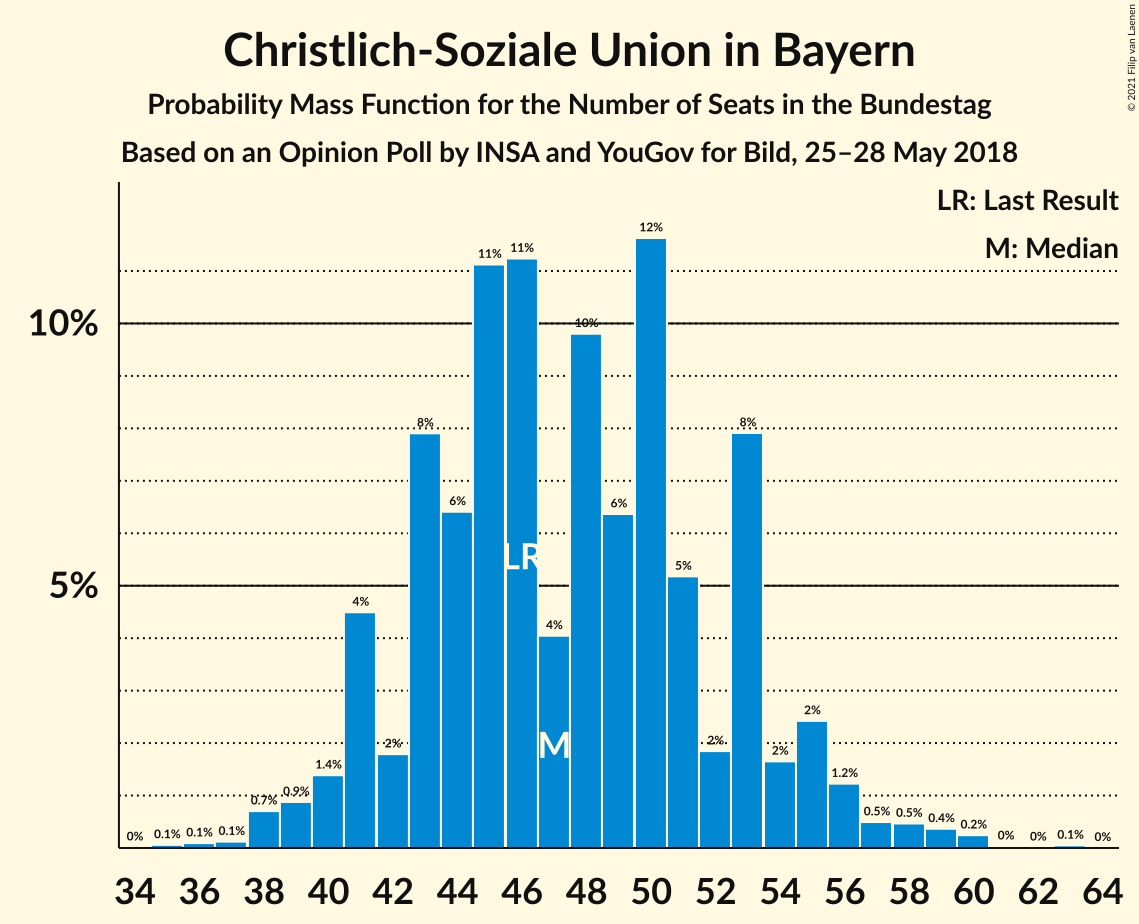 Christlich-Soziale Union in Bayern
Probability Mass Function for the Number of Seats in the Bundestag
Based on an Opinion Poll by INSA and YouGov for Bild, 25–28 May 2018
© 2021 Filip van Laenen
LR: Last Result
M: Median
10%
5%
0% 0.1% 0.1% 0.1% 0.7% 0.9% 1.4% 4% 2% 8% 6% 11% 11% 4% 10% 6% 12% 5% 2% 8% 2% 2% 1.2% 0.5% 0.5% 0.4% 0.2% 0% 0% 0.1% 0%
LR
M
34 36 38 40 42 44 46 48 50 52 54 56 58 60 62 64